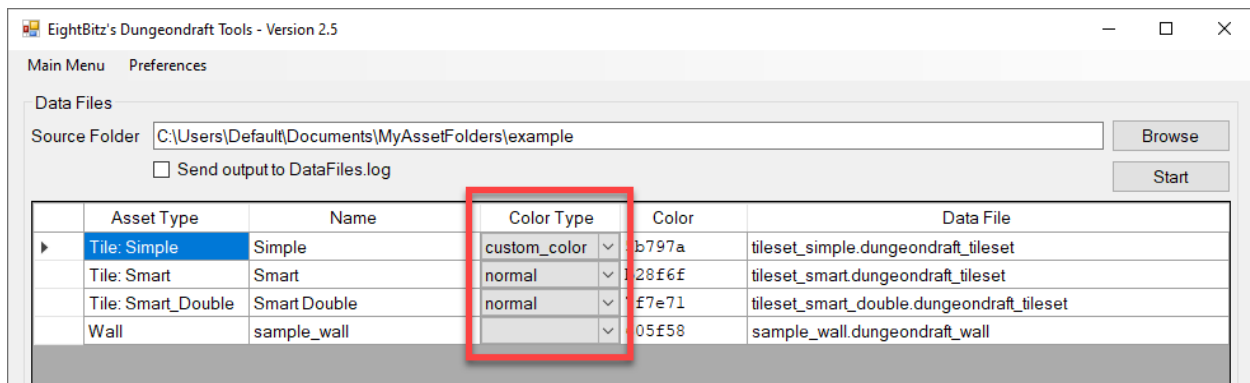 EightBitz's Dungeondraft Tools - Version 2.5
Main Menu Preferences
Data Files
Source Folder C:\Users\Default\Documents\MyAssetFolders\example Browse
Send output to DataFiles.log Start
Asset Type Name Color Type Color Data File
Tile: Simple Simple custom_color tileset_simple.dungeondraft_tileset
Tile: Smart Smart normal tileset_smart.dungeondraft_tileset
Tile: Smart_Double Smart Double normal tileset_smart_double.dungeondraft_tileset
Wall sample_wall sample_wall.dungeondraft_wall